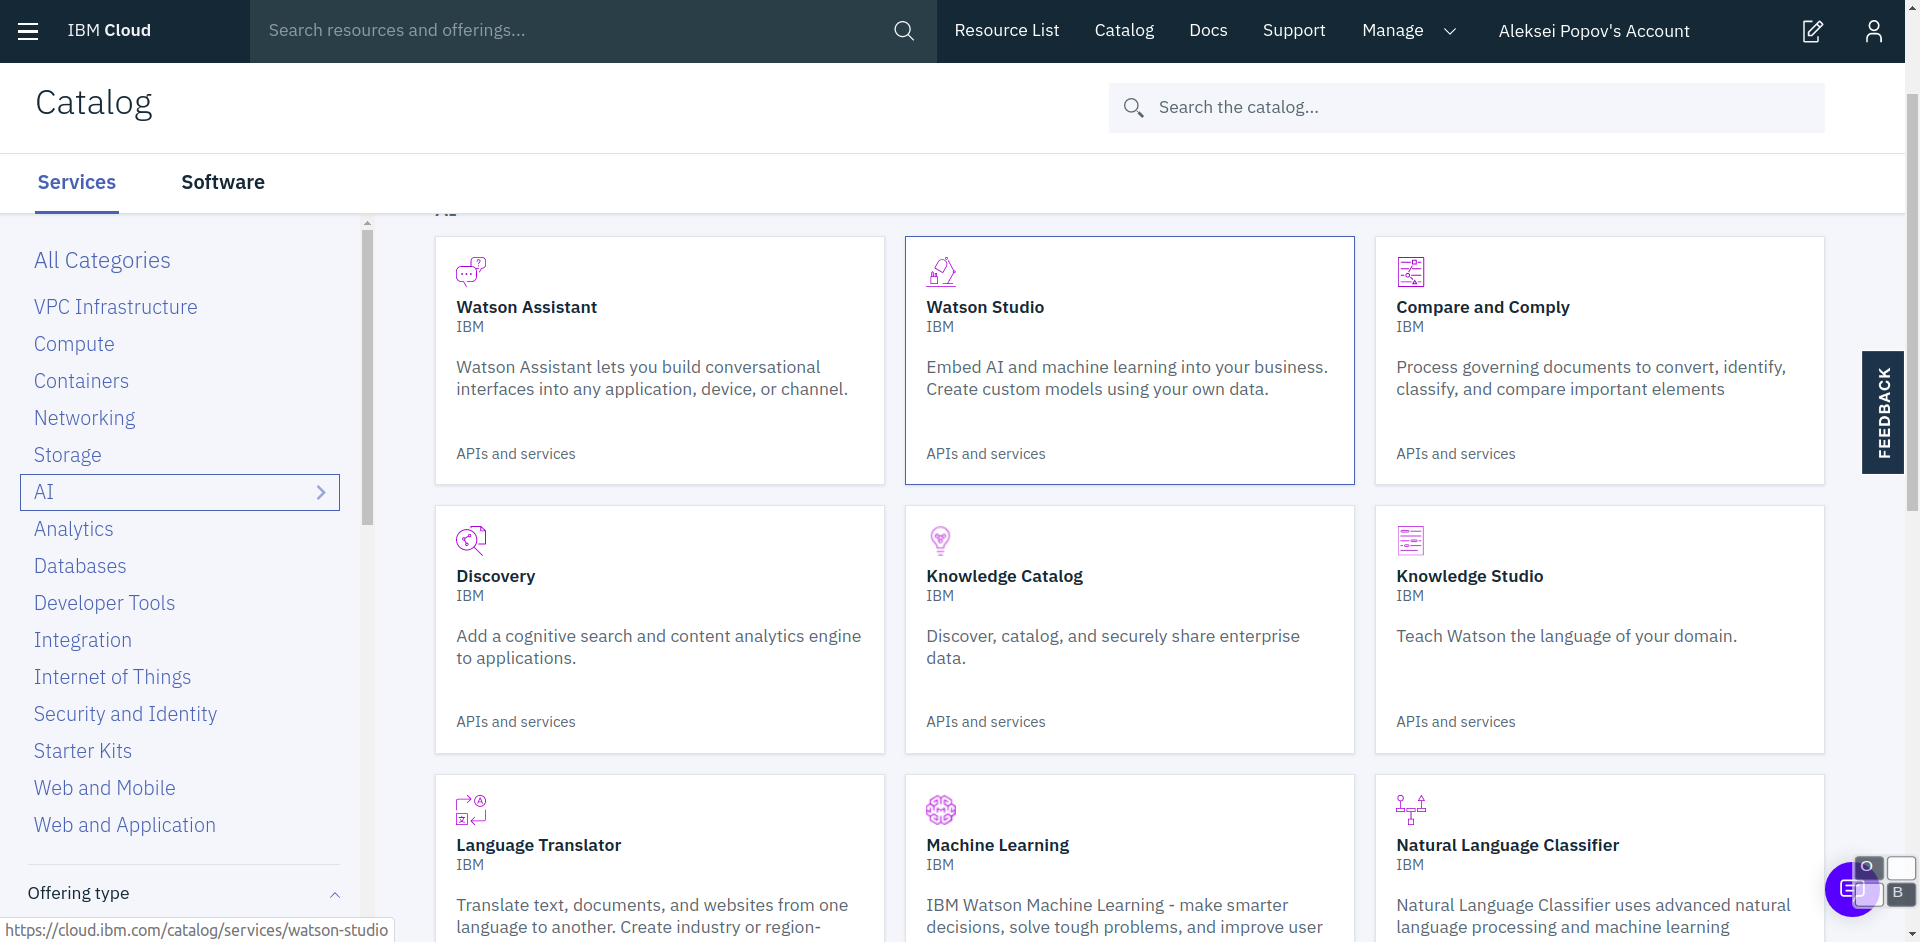 IBM Cloud
Search resources and offerings...
Resource List
Catalog
Docs
Support
Manage
Aleksei Popov's Account
Catalog
Search the catalog...
Services
Software
All Categories
VPC Infrastructure
Compute
Containers
Networking
Storage
AI
Analytics
Databases
Developer Tools
Integration
Internet of Things
Security and Identity
Starter Kits
Web and Mobile
Web and Application
Offering type
https://cloud.ibm.com/catalog/services/watson-studio
AI
Watson Assistant
IBM
Watson Assistant lets you build conversational
interfaces into any application, device, or channel.
APIs and services
Watson Studio
IBM
Embed AI and machine learning into your business.
Create custom models using your own data.
APIs and services
Compare and Comply
IBM
Process governing documents to convert, identify,
classify, and compare important elements
APIs and services
Discovery
IBM
Add a cognitive search and content analytics engine
to applications.
APIs and services
Knowledge Catalog
IBM
Discover, catalog, and securely share enterprise
data.
APIs and services
Knowledge Studio
IBM
Teach Watson the language of your domain.
APIs and services
Language Translator
IBM
Translate text, documents, and websites from one
language to another. Create industry or region-
Machine Learning
IBM
IBM Watson Machine Learning - make smarter
decisions, solve tough problems, and improve user
Natural Language Classifier
IBM
Natural Language Classifier uses advanced natural
language processing and machine learning
FEEDBACK
O
B